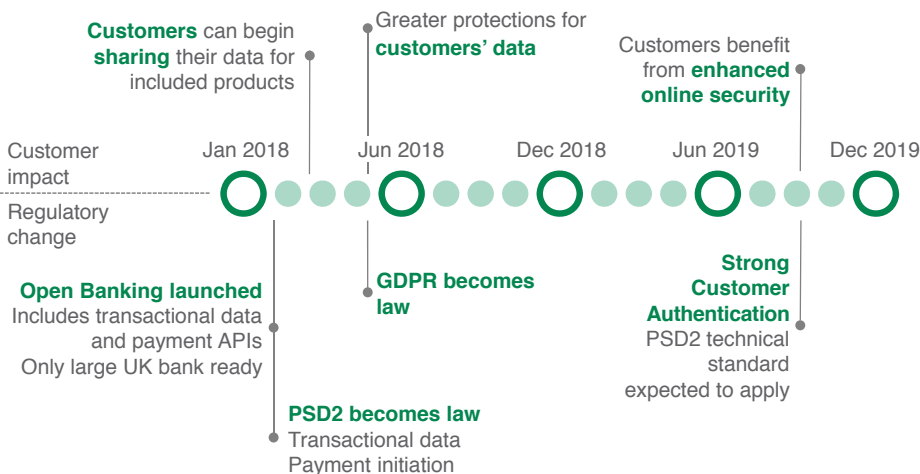 Customers can begin
sharing their data for
included products
Greater protections for
customers’ data
Customers benefit
from enhanced
online security
Customer
impact
Jan 2018
Jun 2018
Dec 2018
Jun 2019
Dec 2019
Regulatory
change
Open Banking launched
Includes transactional data
and payment APIs
Only large UK bank ready
GDPR becomes
law
Strong
Customer
Authentication
PSD2 technical
standard
expected to apply
PSD2 becomes law
Transactional data
Payment initiation